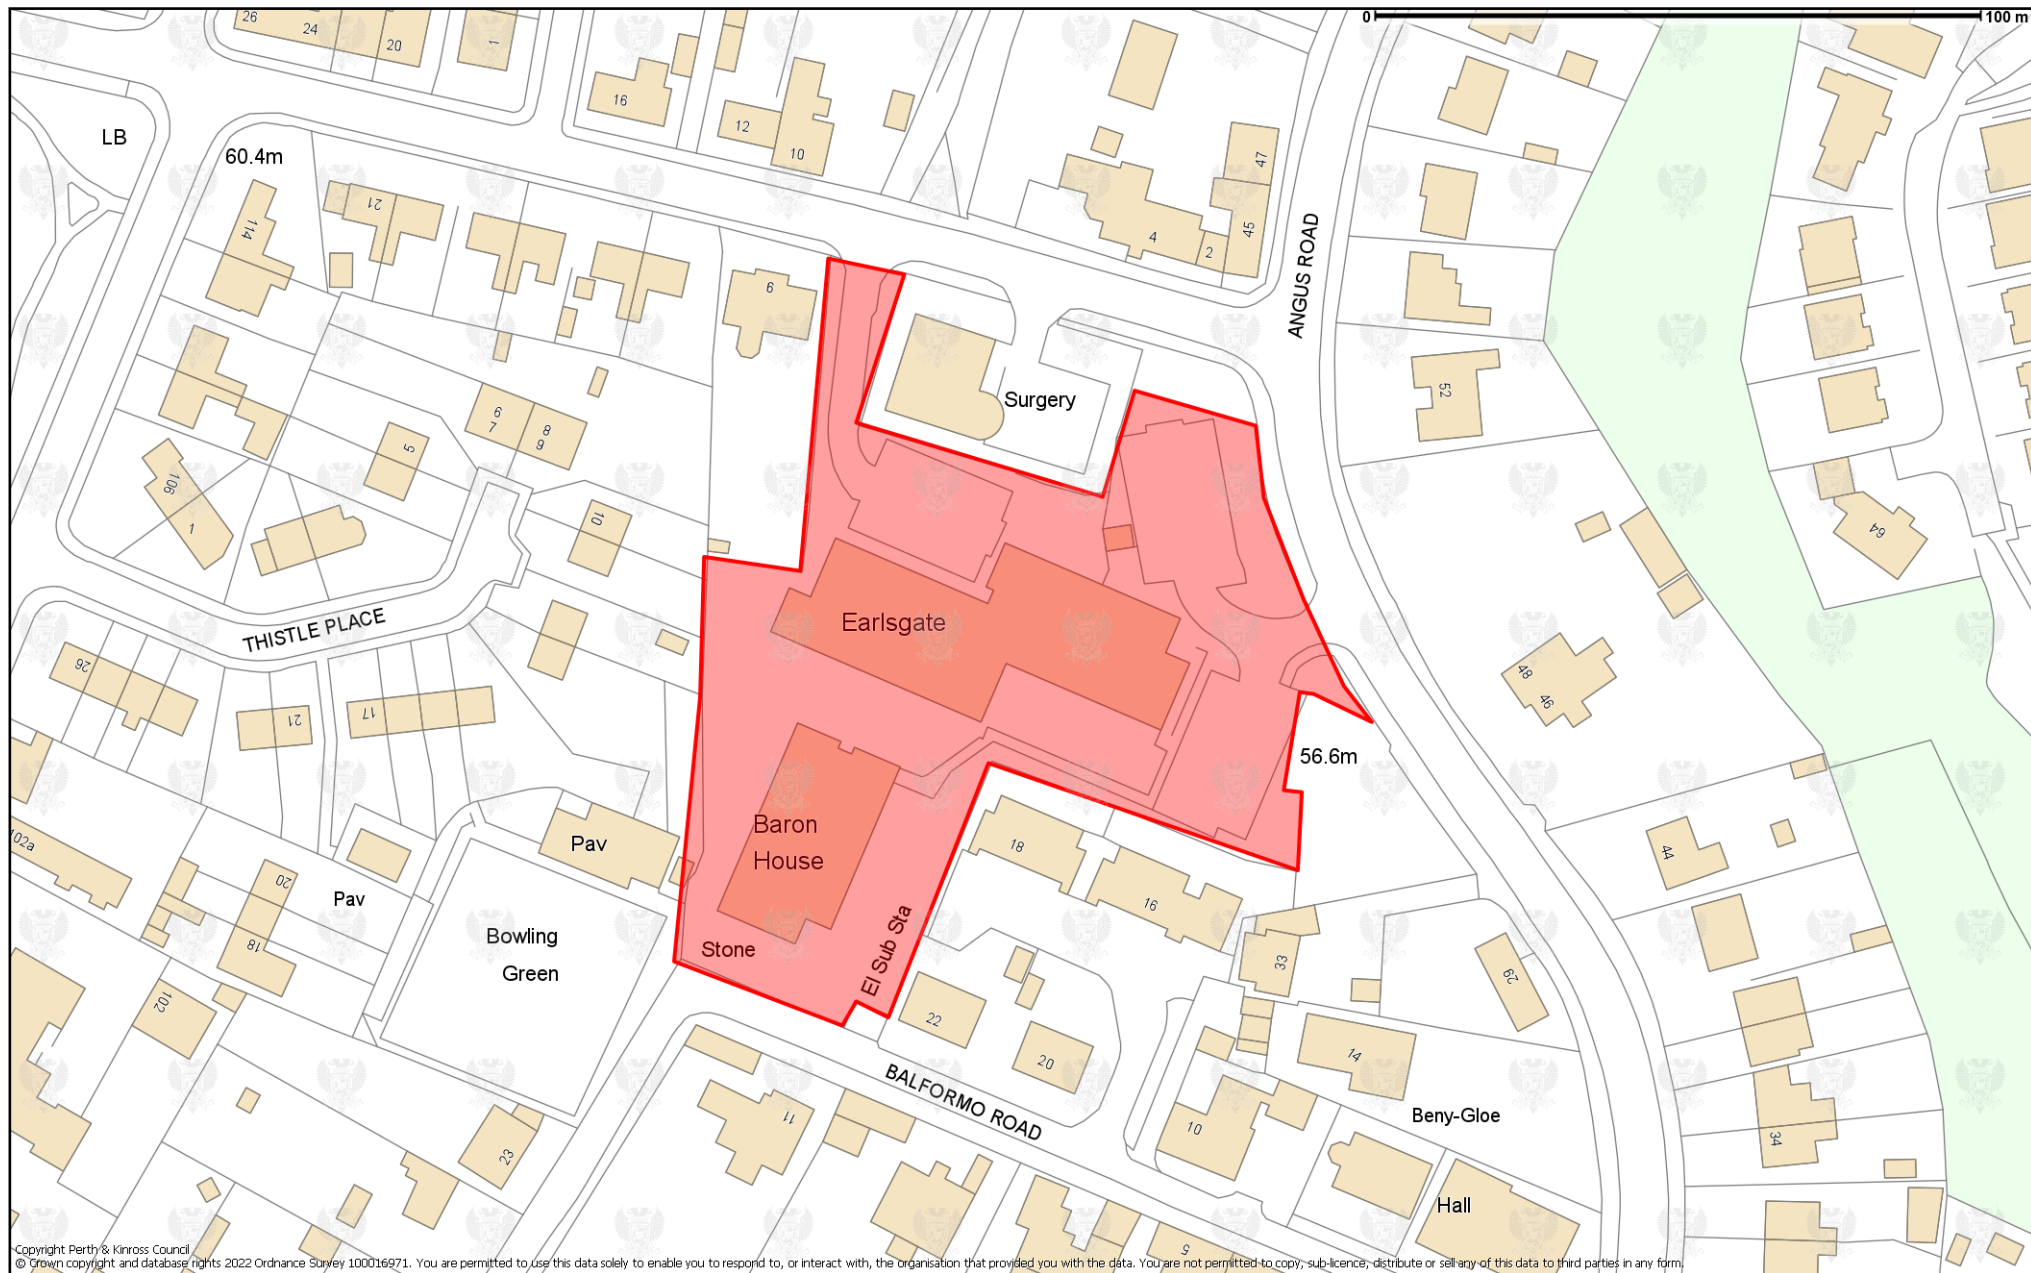 0
100 m
26
24
20
1
16
12
10
LB
60.4m
114
21
6
47
45
4
2
ANGUS ROAD
Surgery
52
6
7
8
9
5
106
1
10
64
THISTLE PLACE
Earlsgate
26
21
17
48
46
56.6m
Baron
House
Pav
102a
20
Pav
18
16
44
Bowling
Green
Stone
El Sub Sta
18
102
33
29
22
20
14
BALFORMO ROAD
11
10
Beny-Gloe
34
23
Hall
5
Copyright Perth & Kinross Council
© Crown copyright and database rights 2022 Ordnance Survey 100016971. You are permitted to use this data solely to enable you to respond to, or interact with, the organisation that provided you with the data. You are not permitted to copy, sub-licence, distribute or sell any of this data to third parties in any form.